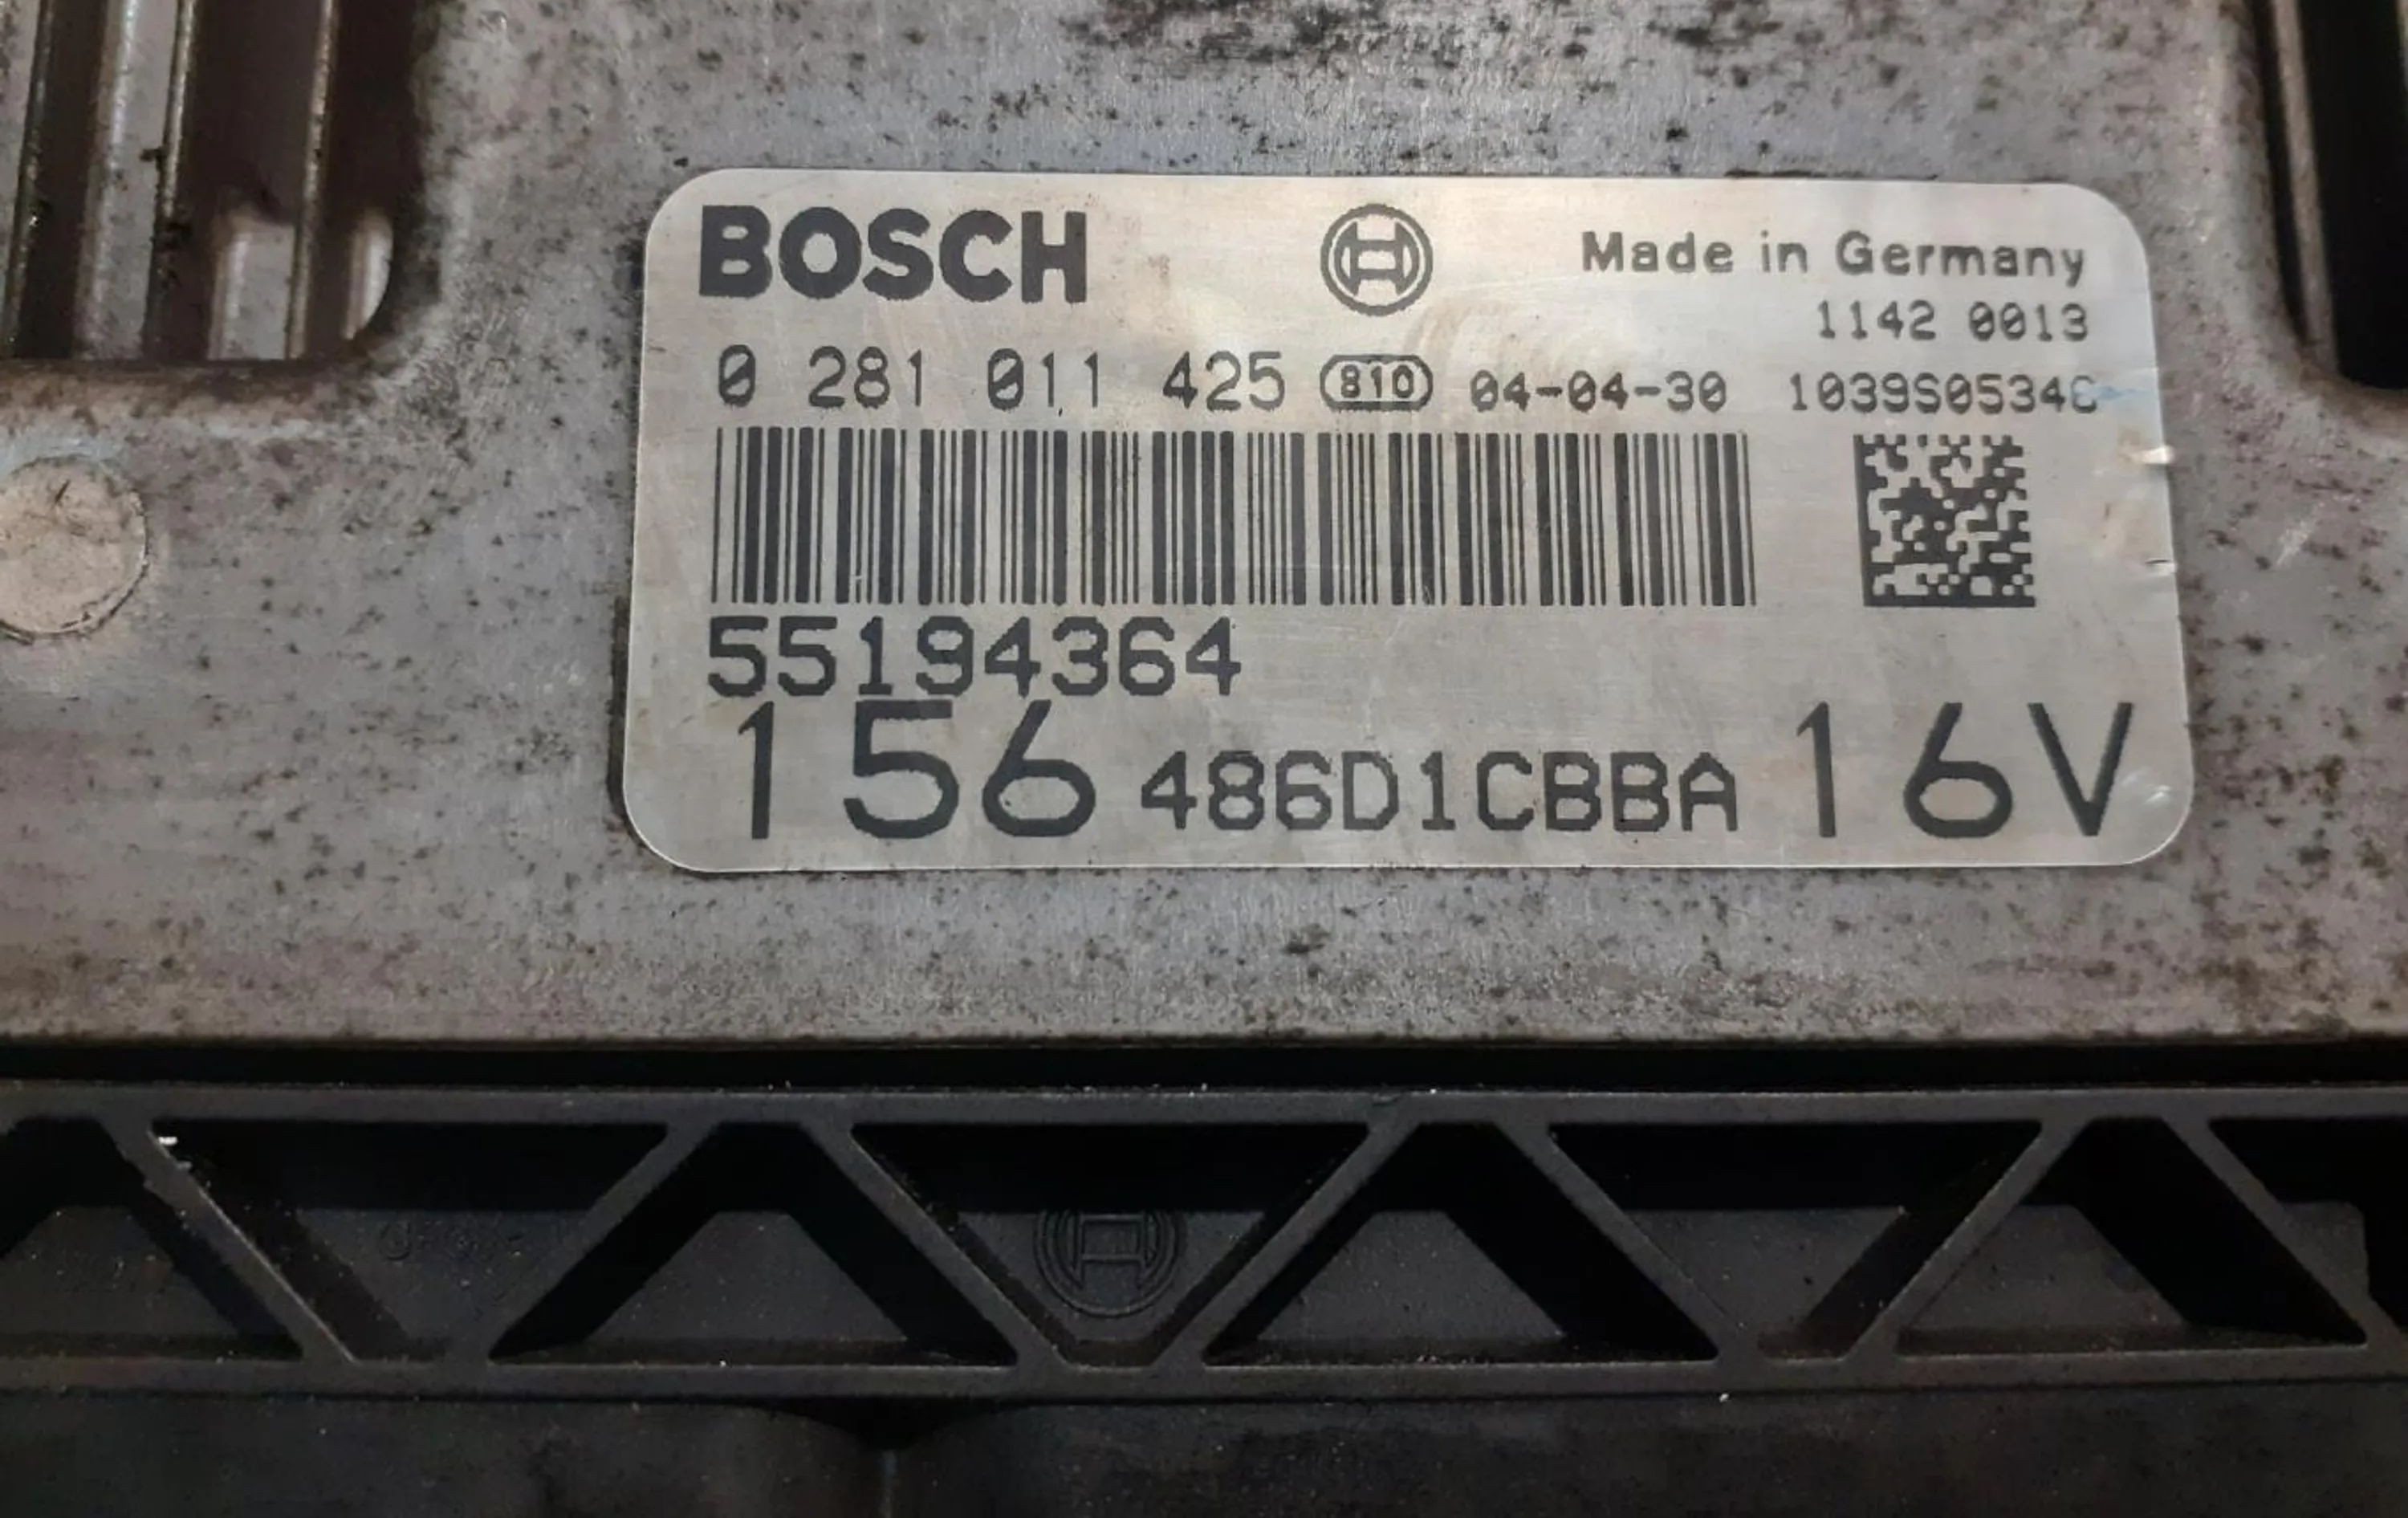 BOSCH Made in Germany
1142 0013
0 281 011 425 810 04-04-30 1039S0534C
55194364
156 486D1CBBA 16V